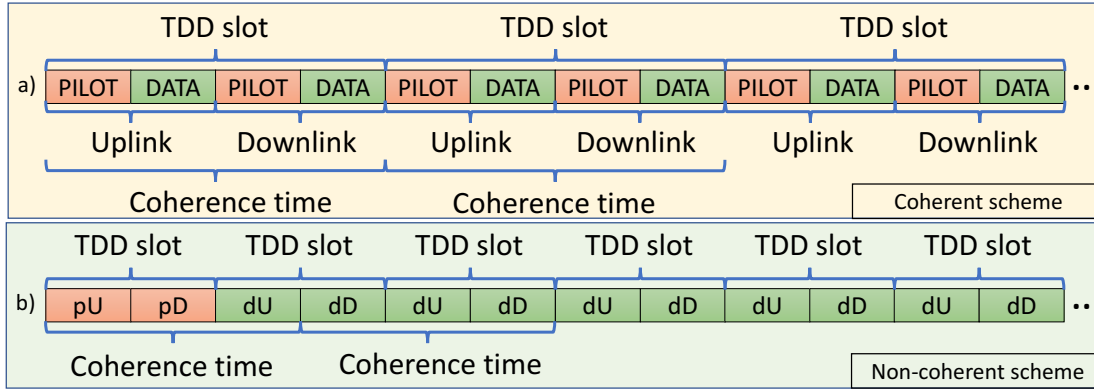 TDD slot TDD slot TDD slot
a) PILOT DATA PILOT DATA PILOT DATA PILOT DATA PILOT DATA PILOT DATA ..
Uplink Downlink Uplink Downlink Uplink Downlink
Coherence time Coherence time
Coherent scheme
TDD slot TDD slot TDD slot TDD slot TDD slot TDD slot
b) pU pD dU dD dU dD dU dD dU dD dU dD ..
Coherence time Coherence time
Non-coherent scheme